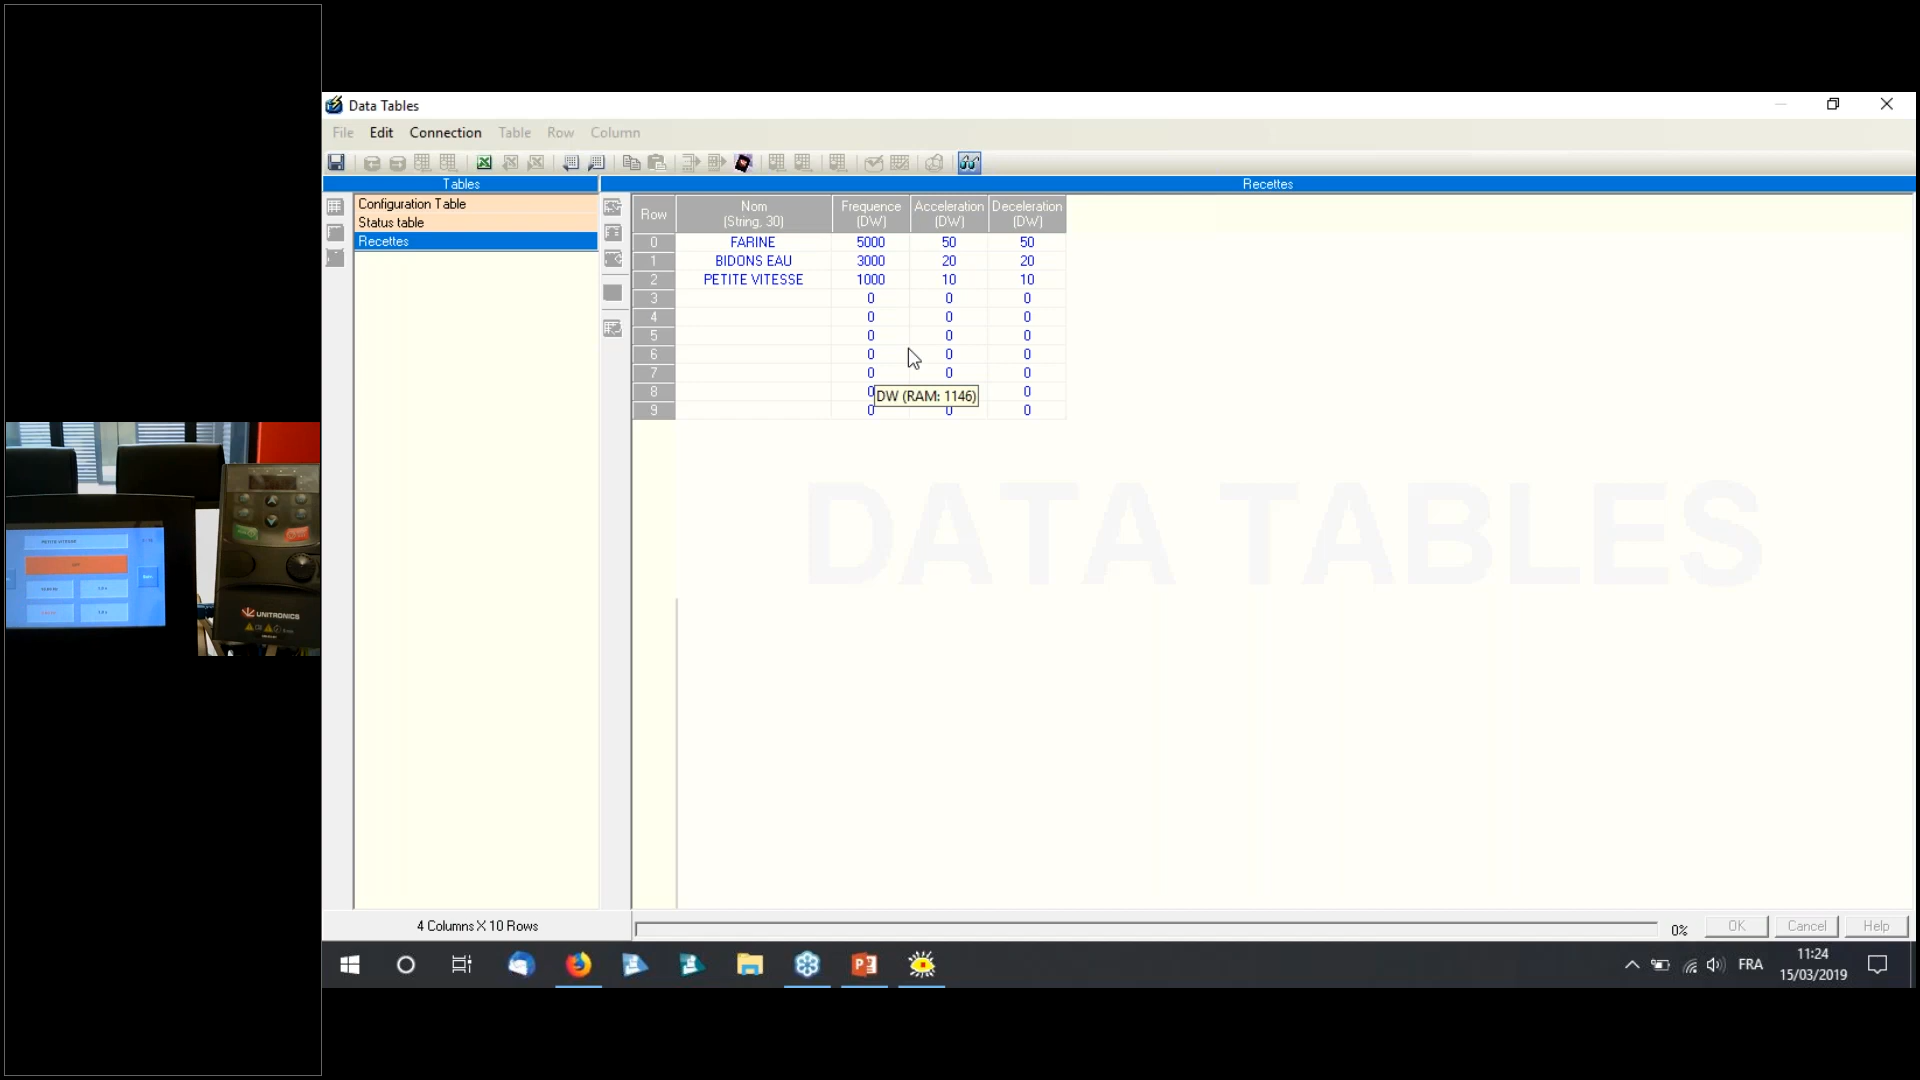 Data Tables
File Edit Connection Table Row Column
Tables
Recettes
Configuration Table
Status table
Recettes
Row Nom (String, 30) Frequence (DW) Acceleration (DW) Deceleration (DW)
0 FARINE 5000 50 50
1 BIDONS EAU 3000 20 20
2 PETITE VITESSE 1000 10 10
3 0 0 0
4 0 0 0
5 0 0 0
6 0 0 0
7 0 0 0
8 0 0
DW (RAM: 1146)
9 0 0 0
DATA TABLES
PETITE VITESSE
UNITRONICS
4 Columns X 10 Rows
0% OK Cancel Help
FRA
11:24
15/03/2019